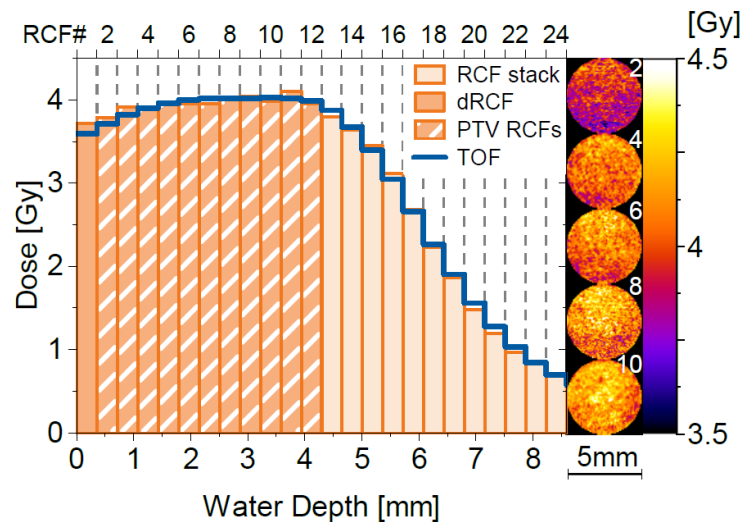 RCF# 2 4 6 8 10 12 14 16 18 20 22 24
[Gy]
RCF stack
dRCF
PTV RCFs
TOF
Dose [Gy]
4
3
2
1
0
0 1 2 3 4 5 6 7 8
Water Depth [mm]
2
4
6
8
10
5mm
4.5
4
3.5